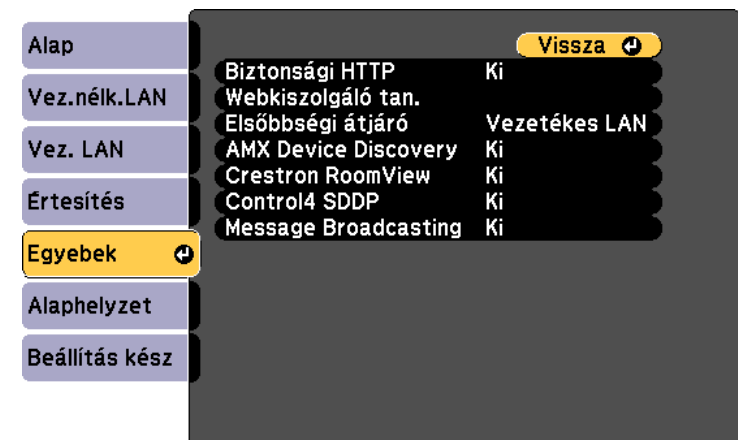 Alap
Vez.nélk.LAN
Vez. LAN
Értesítés
Egyebek
Alaphelyzet
Beállítás kész
Vissza
Biztonsági HTTP Ki
Webkiszolgáló tan.
Elsőbbségi átjáró Vezetékes LAN
AMX Device Discovery Ki
Crestron RoomView Ki
Control4 SDDP Ki
Message Broadcasting Ki